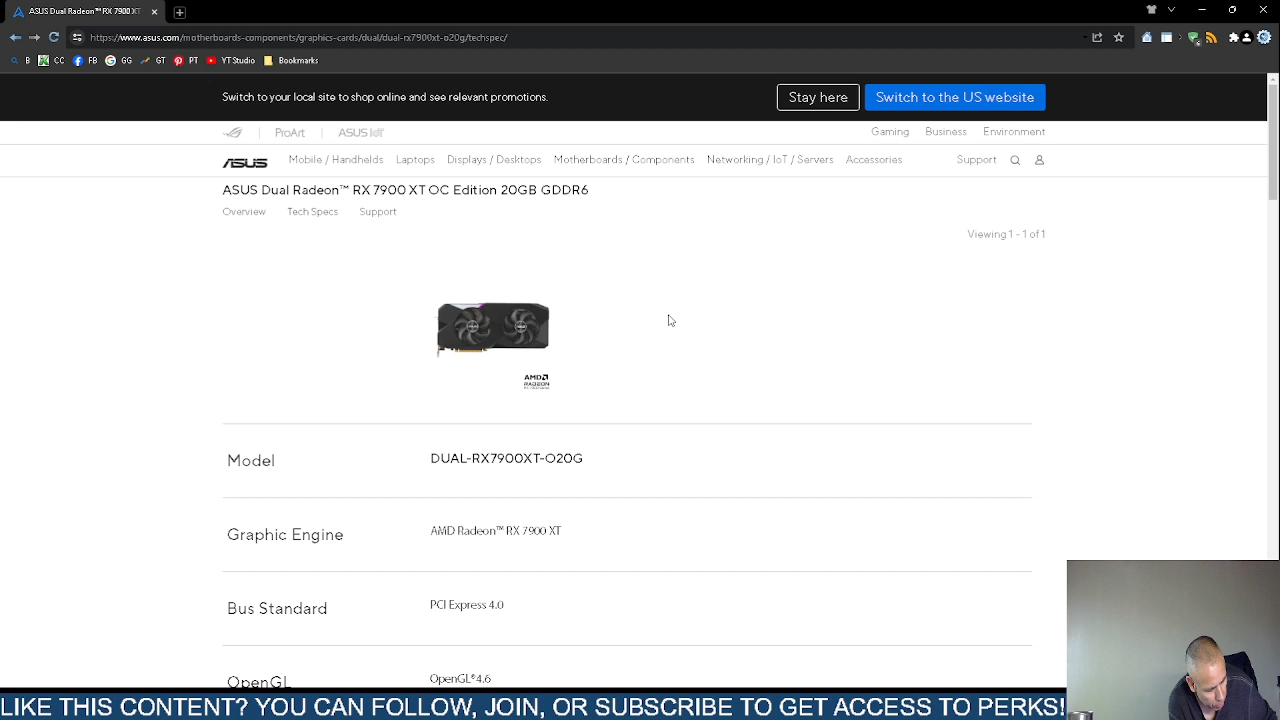 ASUS Dual Radeon™ RX 7900 XT
https://www.asus.com/motherboards-components/graphics-cards/dual/dual-rx7900xt-o20g/techspec/
B CC FB GG GT PT YT Studio Bookmarks
Switch to your local site to shop online and see relevant promotions.
Stay here
Switch to the US website
ProArt
Gaming Business Environment
ASUS
Mobile / Handhelds Laptops Displays / Desktops Motherboards / Components Networking / IoT / Servers Accessories Support
ASUS Dual Radeon™ RX 7900 XT OC Edition 20GB GDDR6
Overview Tech Specs Support
Viewing 1 - 1 of 1
AMD
RADEON
Model DUAL-RX7900XT-O20G
Graphic Engine AMD Radeon™ RX 7900 XT
Bus Standard PCI Express 4.0
OpenGL OpenGL®4.6
LIKE THIS CONTENT? YOU CAN FOLLOW, JOIN, OR SUBSCRIBE TO GET ACCESS TO PERKS!